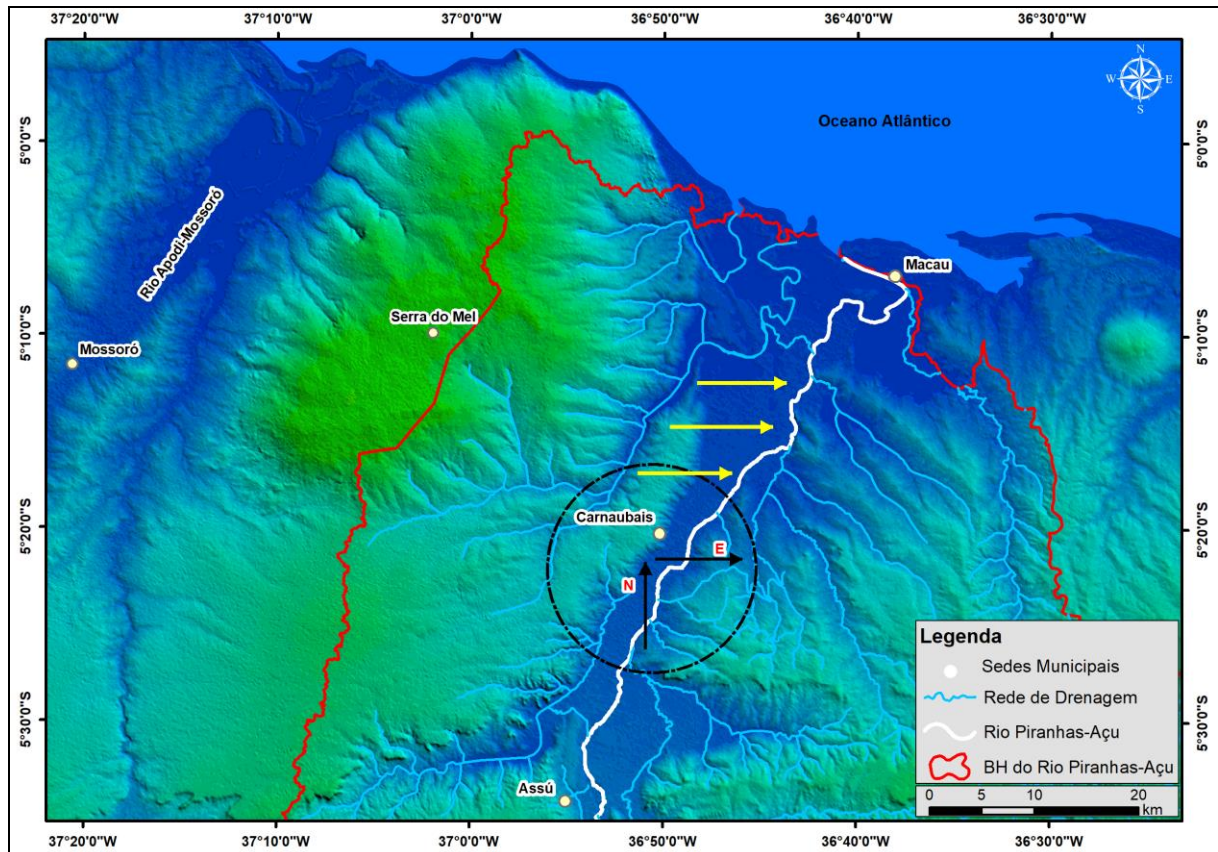 37°20'0"W 37°10'0"W 37°0'0"W 36°50'0"W 36°40'0"W 36°30'0"W
N
W E
S
Oceano Atlântico
5°0'0"S 5°0'0"S
Rio Apodi-Mossoró
Macau
Serra do Mel
5°10'0"S 5°10'0"S
Mossoró
Carnaubais
5°20'0"S 5°20'0"S
E
N
Legenda
Sedes Municipais
Rede de Drenagem
Rio Piranhas-Açu
BH do Rio Piranhas-Açu
0 5 10 20
km
5°30'0"S 5°30'0"S
Assú
37°20'0"W 37°10'0"W 37°0'0"W 36°50'0"W 36°40'0"W 36°30'0"W